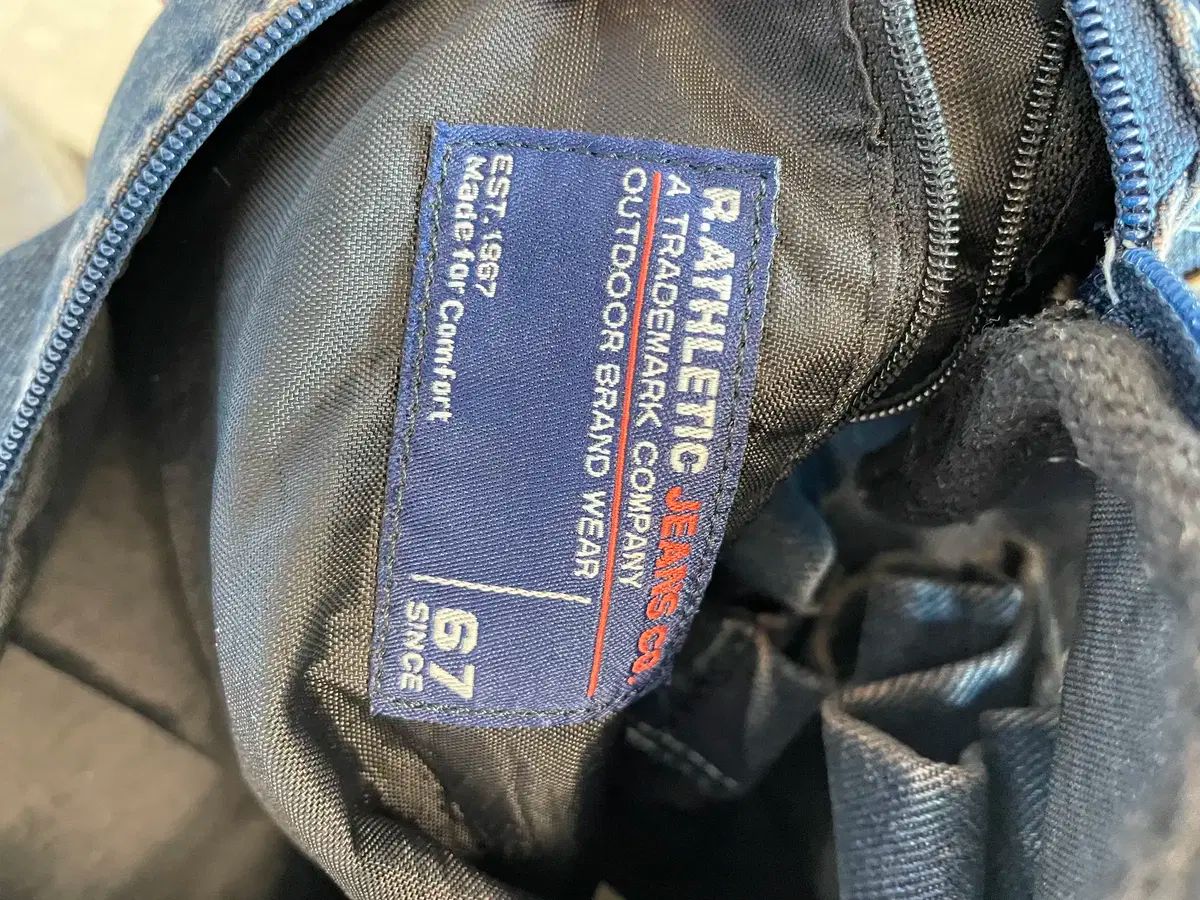 R.ATHLETIC JEANS CO.
A TRADEMARK COMPANY
OUTDOOR BRAND WEAR
EST. 1967
Made for Comfort
67
SINCE